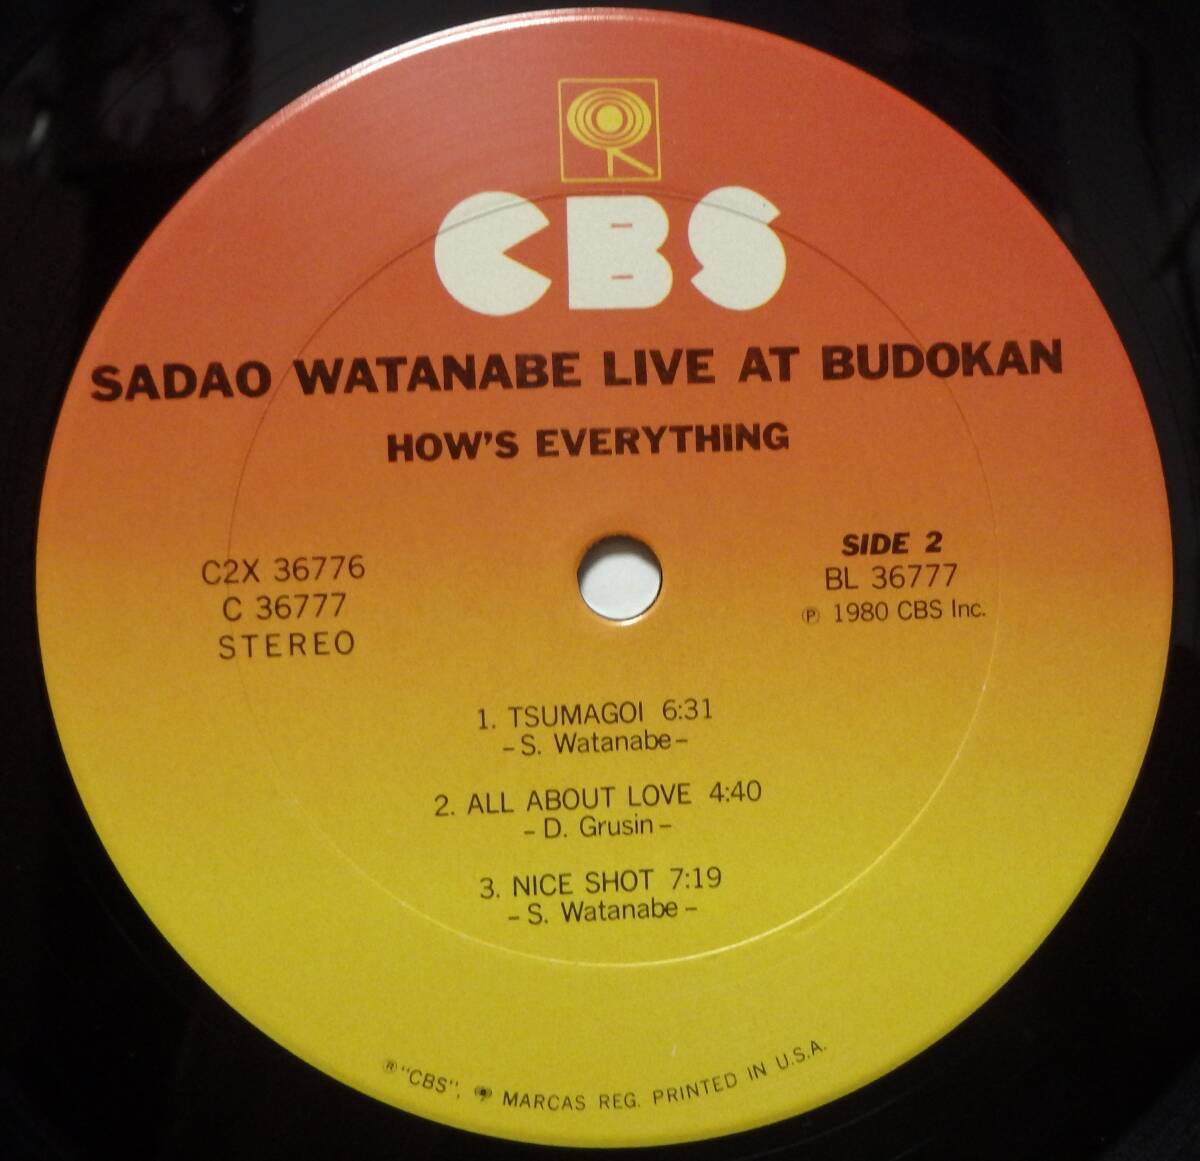 CBS
SADAO WATANABE LIVE AT BUDOKAN
HOW'S EVERYTHING
C2X 36776
C 36777
STEREO
SIDE 2
BL 36777
Ⓟ 1980 CBS Inc.
1. TSUMAGOI 6:31
-S. Watanabe-
2. ALL ABOUT LOVE 4:40
-D. Grusin-
3. NICE SHOT 7:19
-S. Watanabe-
® "CBS", MARCAS REG. PRINTED IN U.S.A.